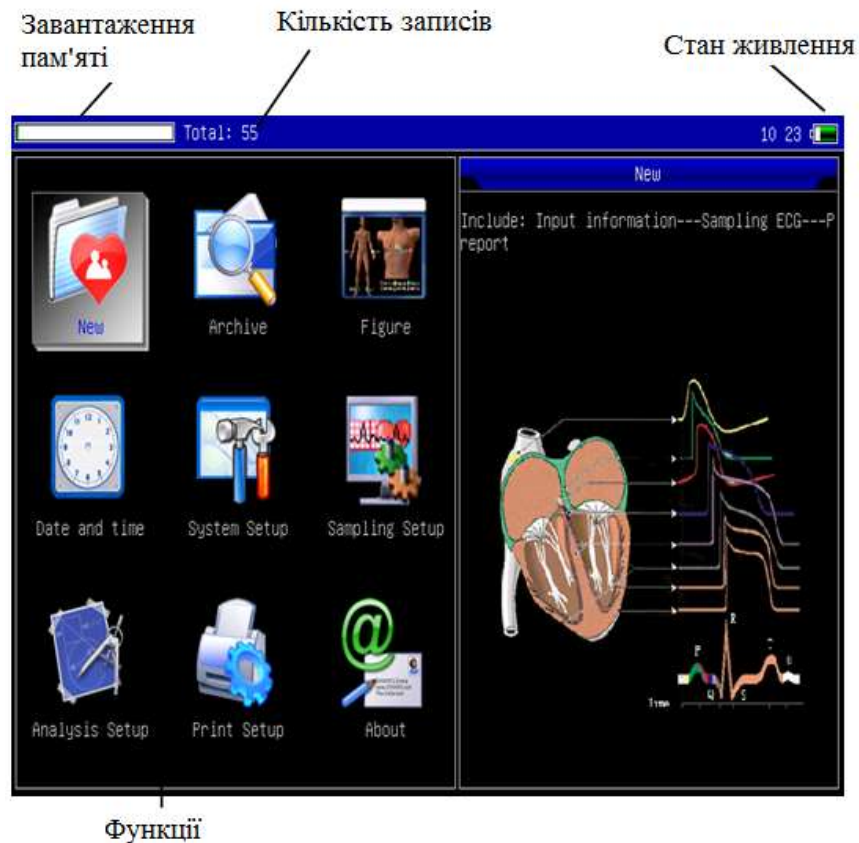 Завантаження
пам'яті
Кількість записів
Стан живлення
Total: 55
10 23
New
Include: Input information---Sampling ECG---P
report
New
Archive
Figure
Date and time
System Setup
Sampling Setup
Analysis Setup
Print Setup
About
R
P
Q
S
Time
Функції